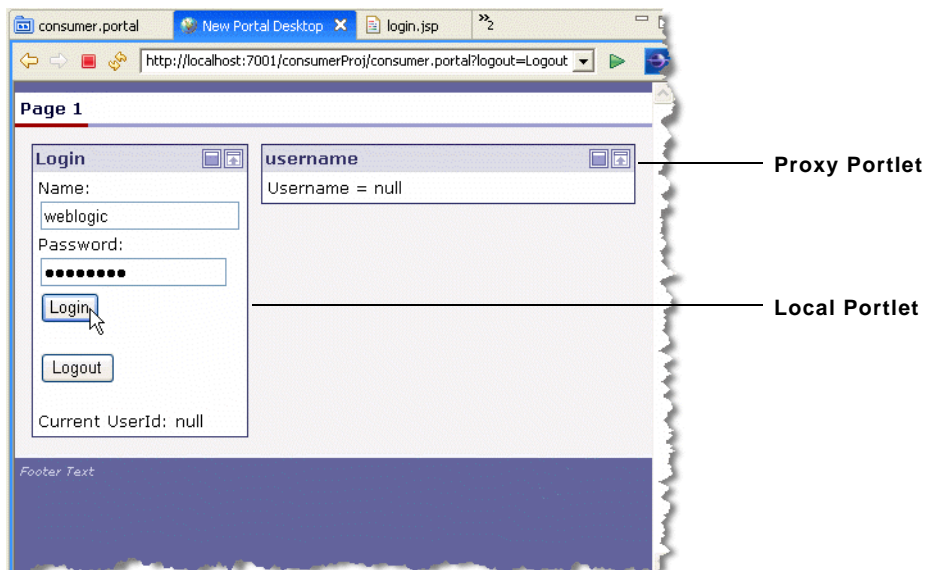 consumer.portal
New Portal Desktop
login.jsp
»2
http://localhost:7001/consumerProj/consumer.portal?logout=Logout
Page 1
Login
username
Proxy Portlet
Name:
Username = null
weblogic
Password:
••••••••
Login
Local Portlet
Logout
Current UserId: null
Footer Text